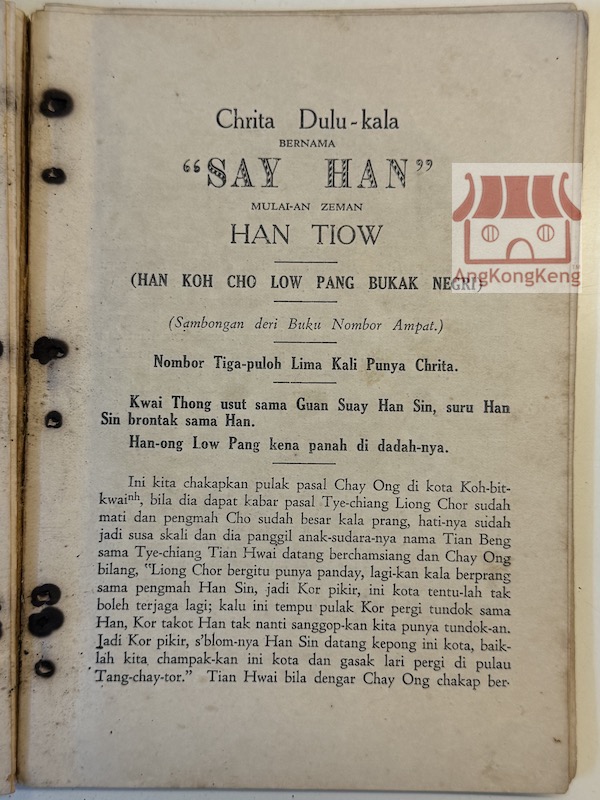 Chrita Dulu-kala
BERNAMA
“SAY HAN”
MULAI-AN ZEMAN
HAN TIOW
(HAN KOH CHO LOW PANG BUKAK NEGRI)
AngKongKeng
(Sambongan deri Buku Nombor Ampat.)
Nombor Tiga-puloh Lima Kali Punya Chrita.
Kwai Thong usut sama Guan Suay Han Sin, suru Han
Sin brontak sama Han.
Han-ong Low Pang kena panah di dadah-nya.
Ini kita chakapkan pulak pasal Chay Ong di kota Koh-bit-
kwaiⁿʰ, bila dia dapat kabar pasal Tye-chiang Liong Chor sudah
mati dan pengmah Cho sudah besar kala prang, hati-nya sudah
jadi susa skali dan dia panggil anak-sudara-nya nama Tian Beng
sama Tye-chiang Tian Hwai datang berchamsiang dan Chay Ong
bilang, “Liong Chor bergitu punya panday, lagi-kan kala berprang
sama pengmah Han Sin, jadi Kor pikir, ini kota tentu-lah tak
boleh terjaga lagi; kalu ini tempu pulak Kor pergi tundok sama
Han, Kor takot Han tak nanti sanggop-kan kita punya tundok-an.
Jadi Kor pikir, s’blom-nya Han Sin datang kepong ini kota, baik-
lah kita champak-kan ini kota dan gasak lari pergi di pulau
Tang-chay-tor.” Tian Hwai bila dengar Chay Ong chakap ber-